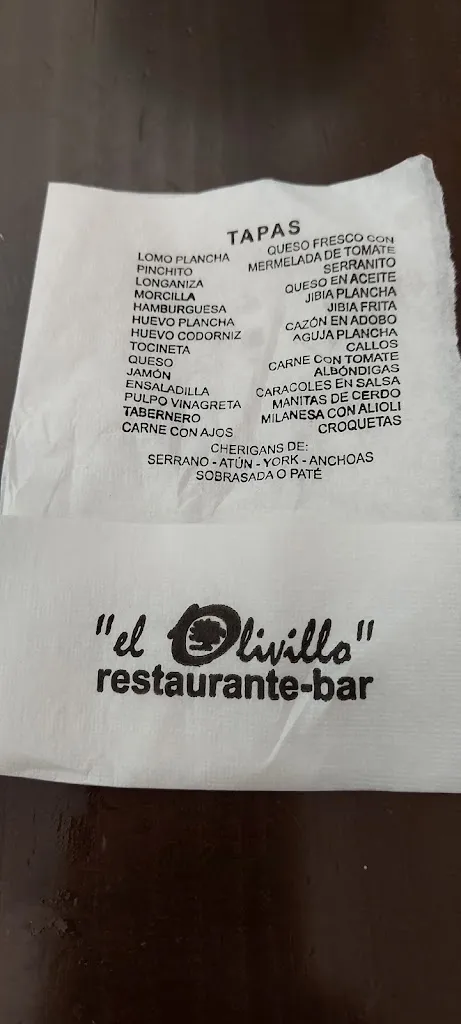 TAPAS
LOMO PLANCHA
PINCHITO
LONGANIZA
MORCILLA
HAMBURGUESA
HUEVO PLANCHA
HUEVO CODORNIZ
TOCINETA
QUESO
JAMÓN
ENSALADILLA
PULPO VINAGRETA
TABERNERO
CARNE CON AJOS
QUESO FRESCO CON
MERMELADA DE TOMATE
SERRANITO
QUESO EN ACEITE
JIBIA PLANCHA
JIBIA FRITA
CAZÓN EN ADOBO
AGUJA PLANCHA
CALLOS
CARNE CON TOMATE
ALBÓNDIGAS
CARACOLES EN SALSA
MANITAS DE CERDO
MILANESA CON ALIOLI
CROQUETAS
CHERIGANS DE:
SERRANO - ATÚN - YORK - ANCHOAS
SOBRASADA O PATÉ
"el Olivillo"
restaurante-bar